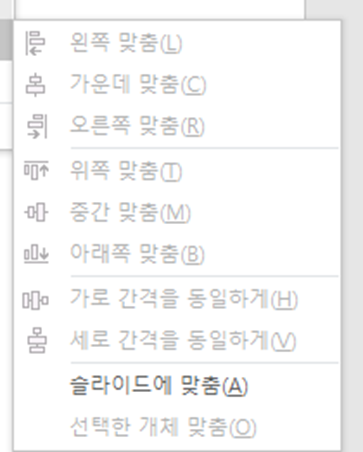 왼쪽 맞춤(L)
가운데 맞춤(C)
오른쪽 맞춤(R)
위쪽 맞춤(T)
중간 맞춤(M)
아래쪽 맞춤(B)
가로 간격을 동일하게(H)
세로 간격을 동일하게(V)
슬라이드에 맞춤(A)
선택한 개체 맞춤(O)